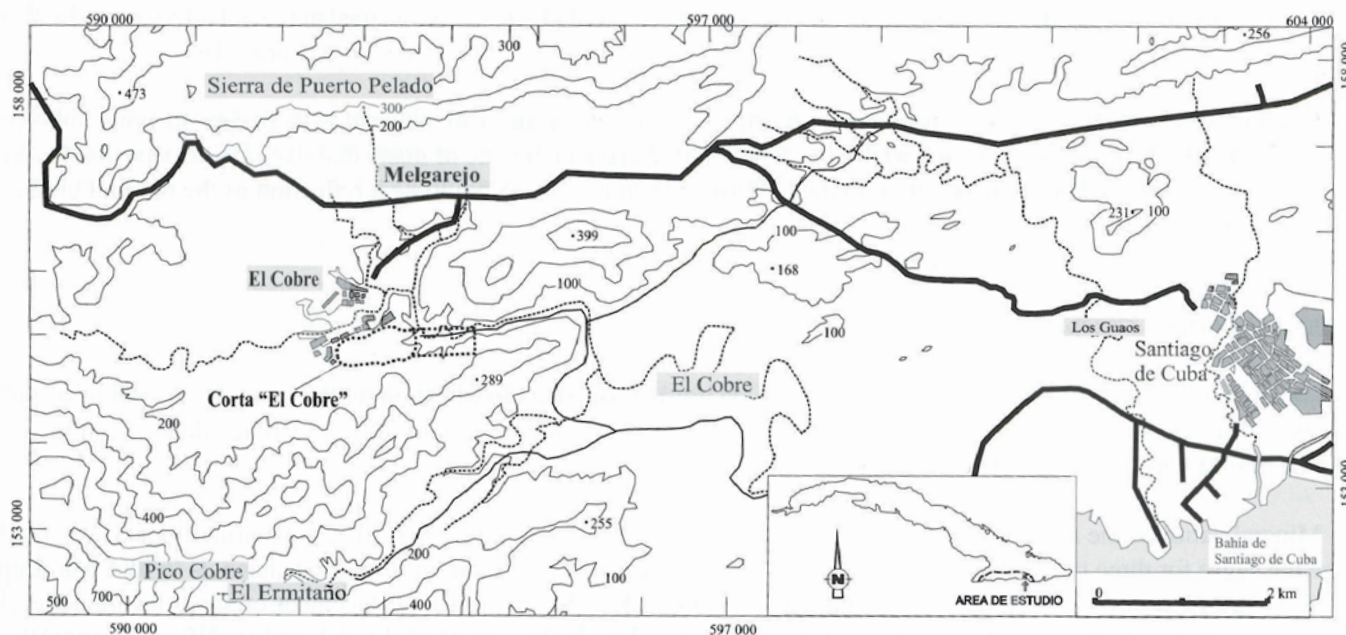 590 000
597 000
604 000
158 000
158 000
300
256
473
Sierra de Puerto Pelado
300
200
Melgarejo
399
231
100
100
168
El Cobre
100
100
Los Guaos
Santiago
de Cuba
289
El Cobre
Corta “El Cobre”
200
400
255
200
100
Pico Cobre
El Ermitaño
500
700
400
N
AREA DE ESTUDIO
Bahía de
Santiago de Cuba
0
2 km
153 000
153 000
590 000
597 000